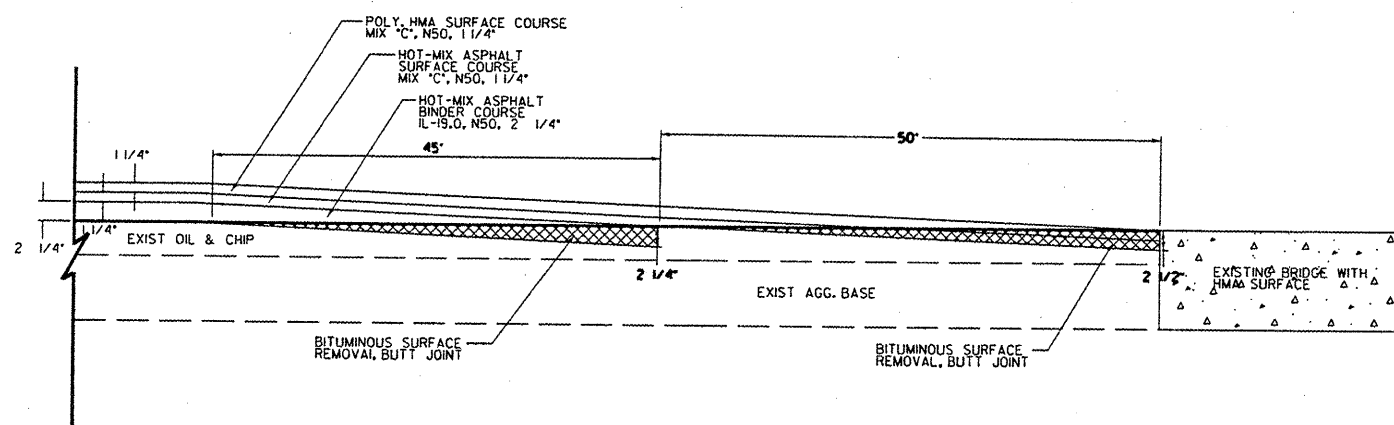 POLY. HMA SURFACE COURSE
MIX "C", N50, 1 1/4"
HOT-MIX ASPHALT
SURFACE COURSE
MIX "C", N50, 1 1/4"
HOT-MIX ASPHALT
BINDER COURSE
IL-19.0, N50, 2 1/4"
50'
45'
1 1/4"
1 1/4"
2 1/4"
EXIST OIL & CHIP
2 1/4"
2 1/2"
EXISTING BRIDGE WITH
HMA SURFACE
EXIST AGG. BASE
BITUMINOUS SURFACE
REMOVAL, BUTT JOINT
BITUMINOUS SURFACE
REMOVAL, BUTT JOINT